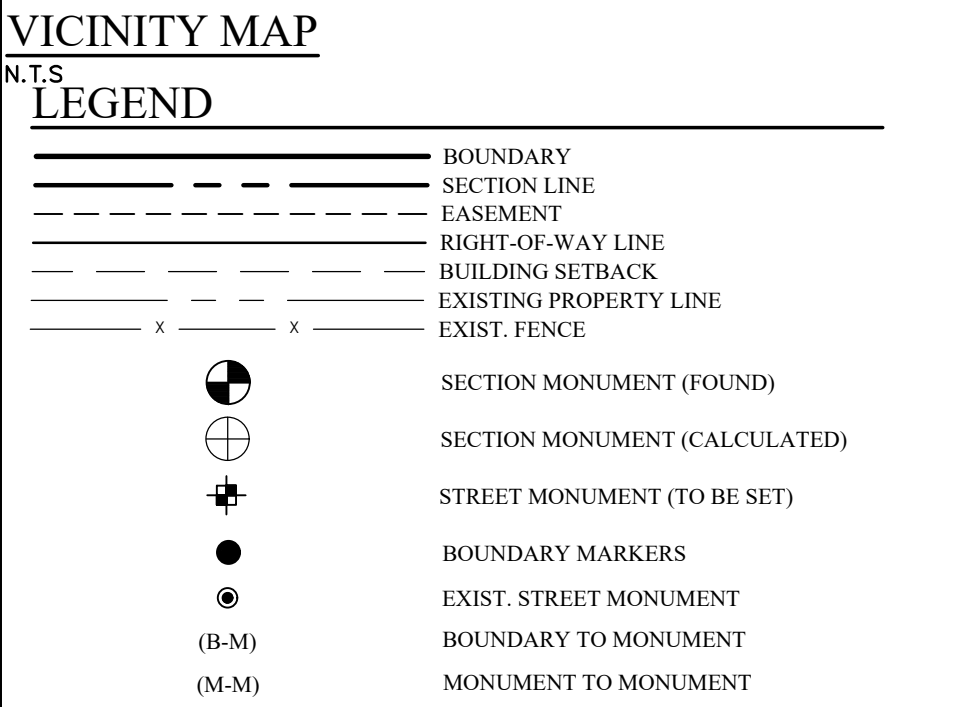 VICINITY MAP
N.T.S
LEGEND
BOUNDARY
SECTION LINE
EASEMENT
RIGHT-OF-WAY LINE
BUILDING SETBACK
EXISTING PROPERTY LINE
X X EXIST. FENCE
SECTION MONUMENT (FOUND)
SECTION MONUMENT (CALCULATED)
STREET MONUMENT (TO BE SET)
BOUNDARY MARKERS
EXIST. STREET MONUMENT
(B-M) BOUNDARY TO MONUMENT
(M-M) MONUMENT TO MONUMENT